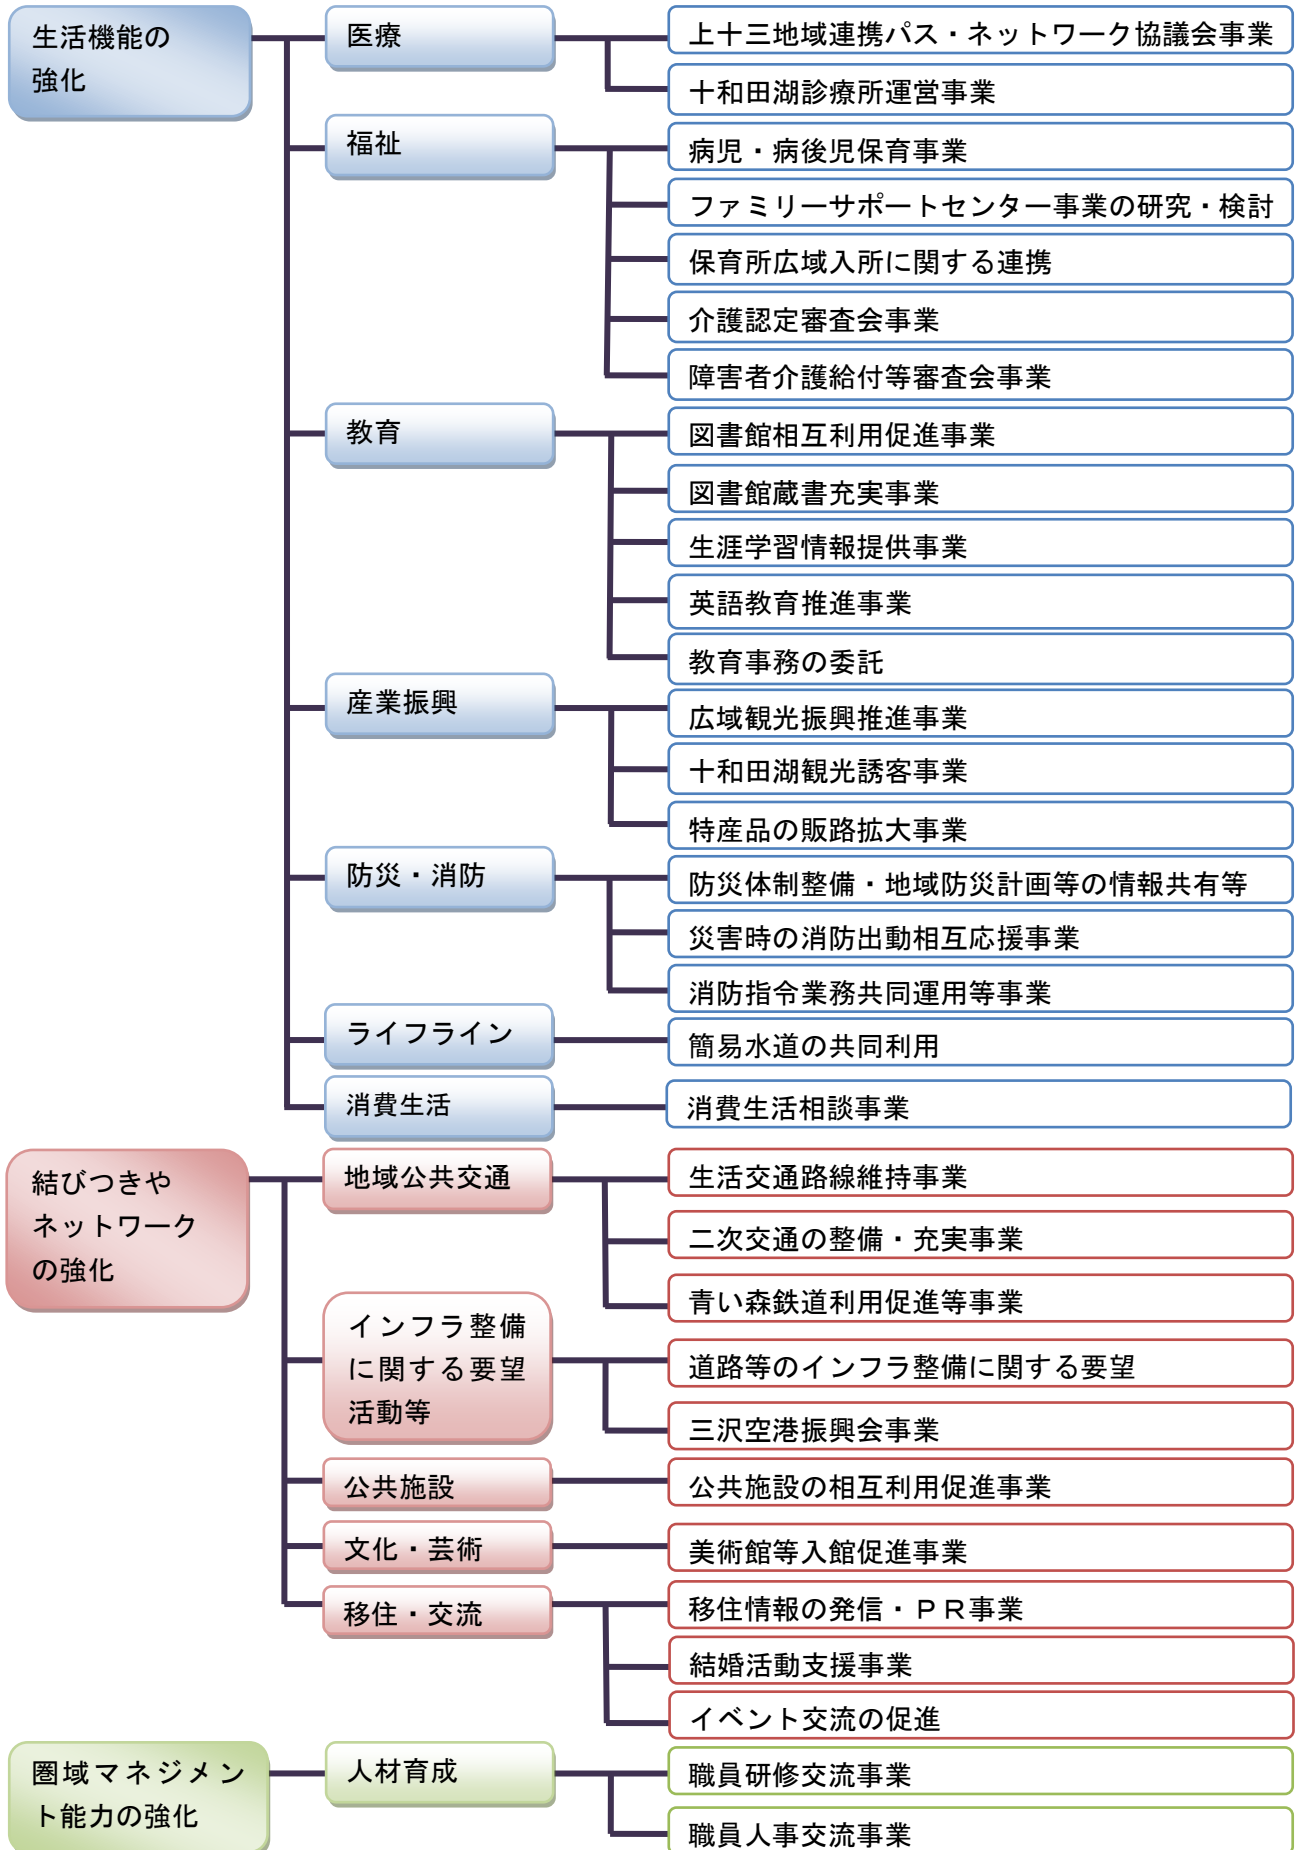 生活機能の
強化
医療
上十三地域連携パス・ネットワーク協議会事業
十和田湖診療所運営事業
福祉
病児・病後児保育事業
ファミリーサポートセンター事業の研究・検討
保育所広域入所に関する連携
介護認定審査会事業
障害者介護給付等審査会事業
教育
図書館相互利用促進事業
図書館蔵書充実事業
生涯学習情報提供事業
英語教育推進事業
教育事務の委託
産業振興
広域観光振興推進事業
十和田湖観光誘客事業
特産品の販路拡大事業
防災・消防
防災体制整備・地域防災計画等の情報共有等
災害時の消防出動相互応援事業
消防指令業務共同運用等事業
ライフライン
簡易水道の共同利用
消費生活
消費生活相談事業
結びつきや
ネットワーク
の強化
地域公共交通
生活交通路線維持事業
二次交通の整備・充実事業
青い森鉄道利用促進等事業
インフラ整備
に関する要望
活動等
道路等のインフラ整備に関する要望
三沢空港振興会事業
公共施設
公共施設の相互利用促進事業
文化・芸術
美術館等入館促進事業
移住・交流
移住情報の発信・ＰＲ事業
結婚活動支援事業
イベント交流の促進
圏域マネジメン
ト能力の強化
人材育成
職員研修交流事業
職員人事交流事業